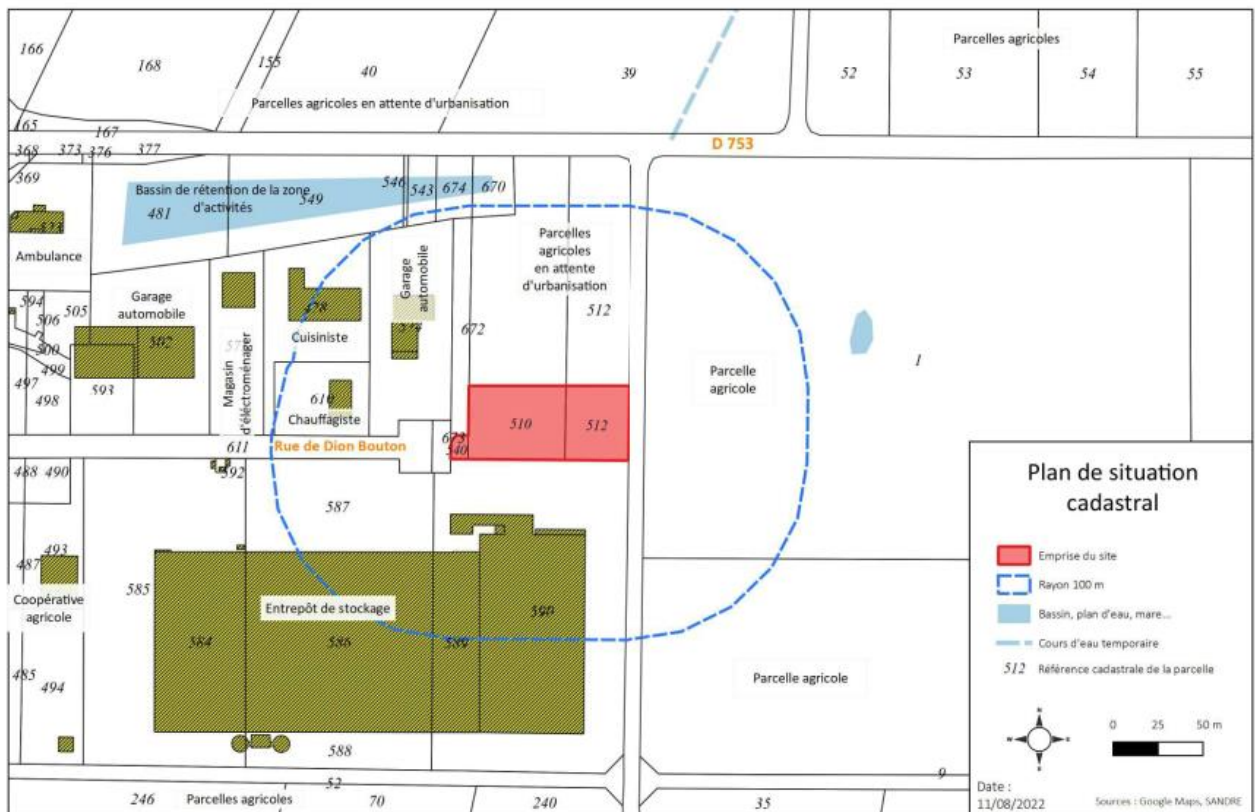 166
168
155
40
39
52
53
54
55
Parcelles agricoles
Parcelles agricoles en attente d'urbanisation
165
167
368
373
376
377
D 753
369
Bassin de rétention de la zone
d'activités
481
549
546
543
674
670
Ambulance
Parcelles
agricoles
en attente
d'urbanisation
512
Garage
automobile
594
506
505
Garage
automobile
502
478
Cuisiniste
672
1
500
499
497
498
593
Magasin
d'éléctroménager
610
Chauffagiste
Parcelle
agricole
510
512
673
540
611
Rue de Dion Bouton
488
490
592
587
493
487
585
Coopérative
agricole
Entrepôt de stockage
584
586
589
590
485
494
Parcelle agricole
588
52
246
Parcelles agricoles
70
240
35
9
Plan de situation
cadastral
Emprise du site
Rayon 100 m
Bassin, plan d'eau, mare...
Cours d'eau temporaire
512 Référence cadastrale de la parcelle
N
W
E
S
0 25 50 m
Date :
11/08/2022
Sources : Google Maps, SANDRE